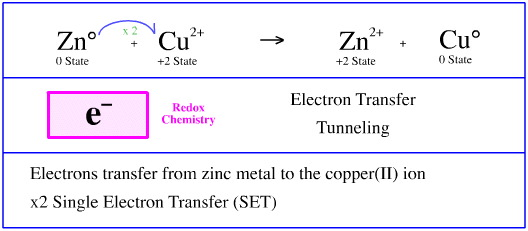 Zn° x 2 + Cu²⁺ → Zn²⁺ + Cu°
0 State +2 State +2 State 0 State
e⁻
Redox
Chemistry
Electron Transfer
Tunneling
Electrons transfer from zinc metal to the copper(II) ion
x2 Single Electron Transfer (SET)